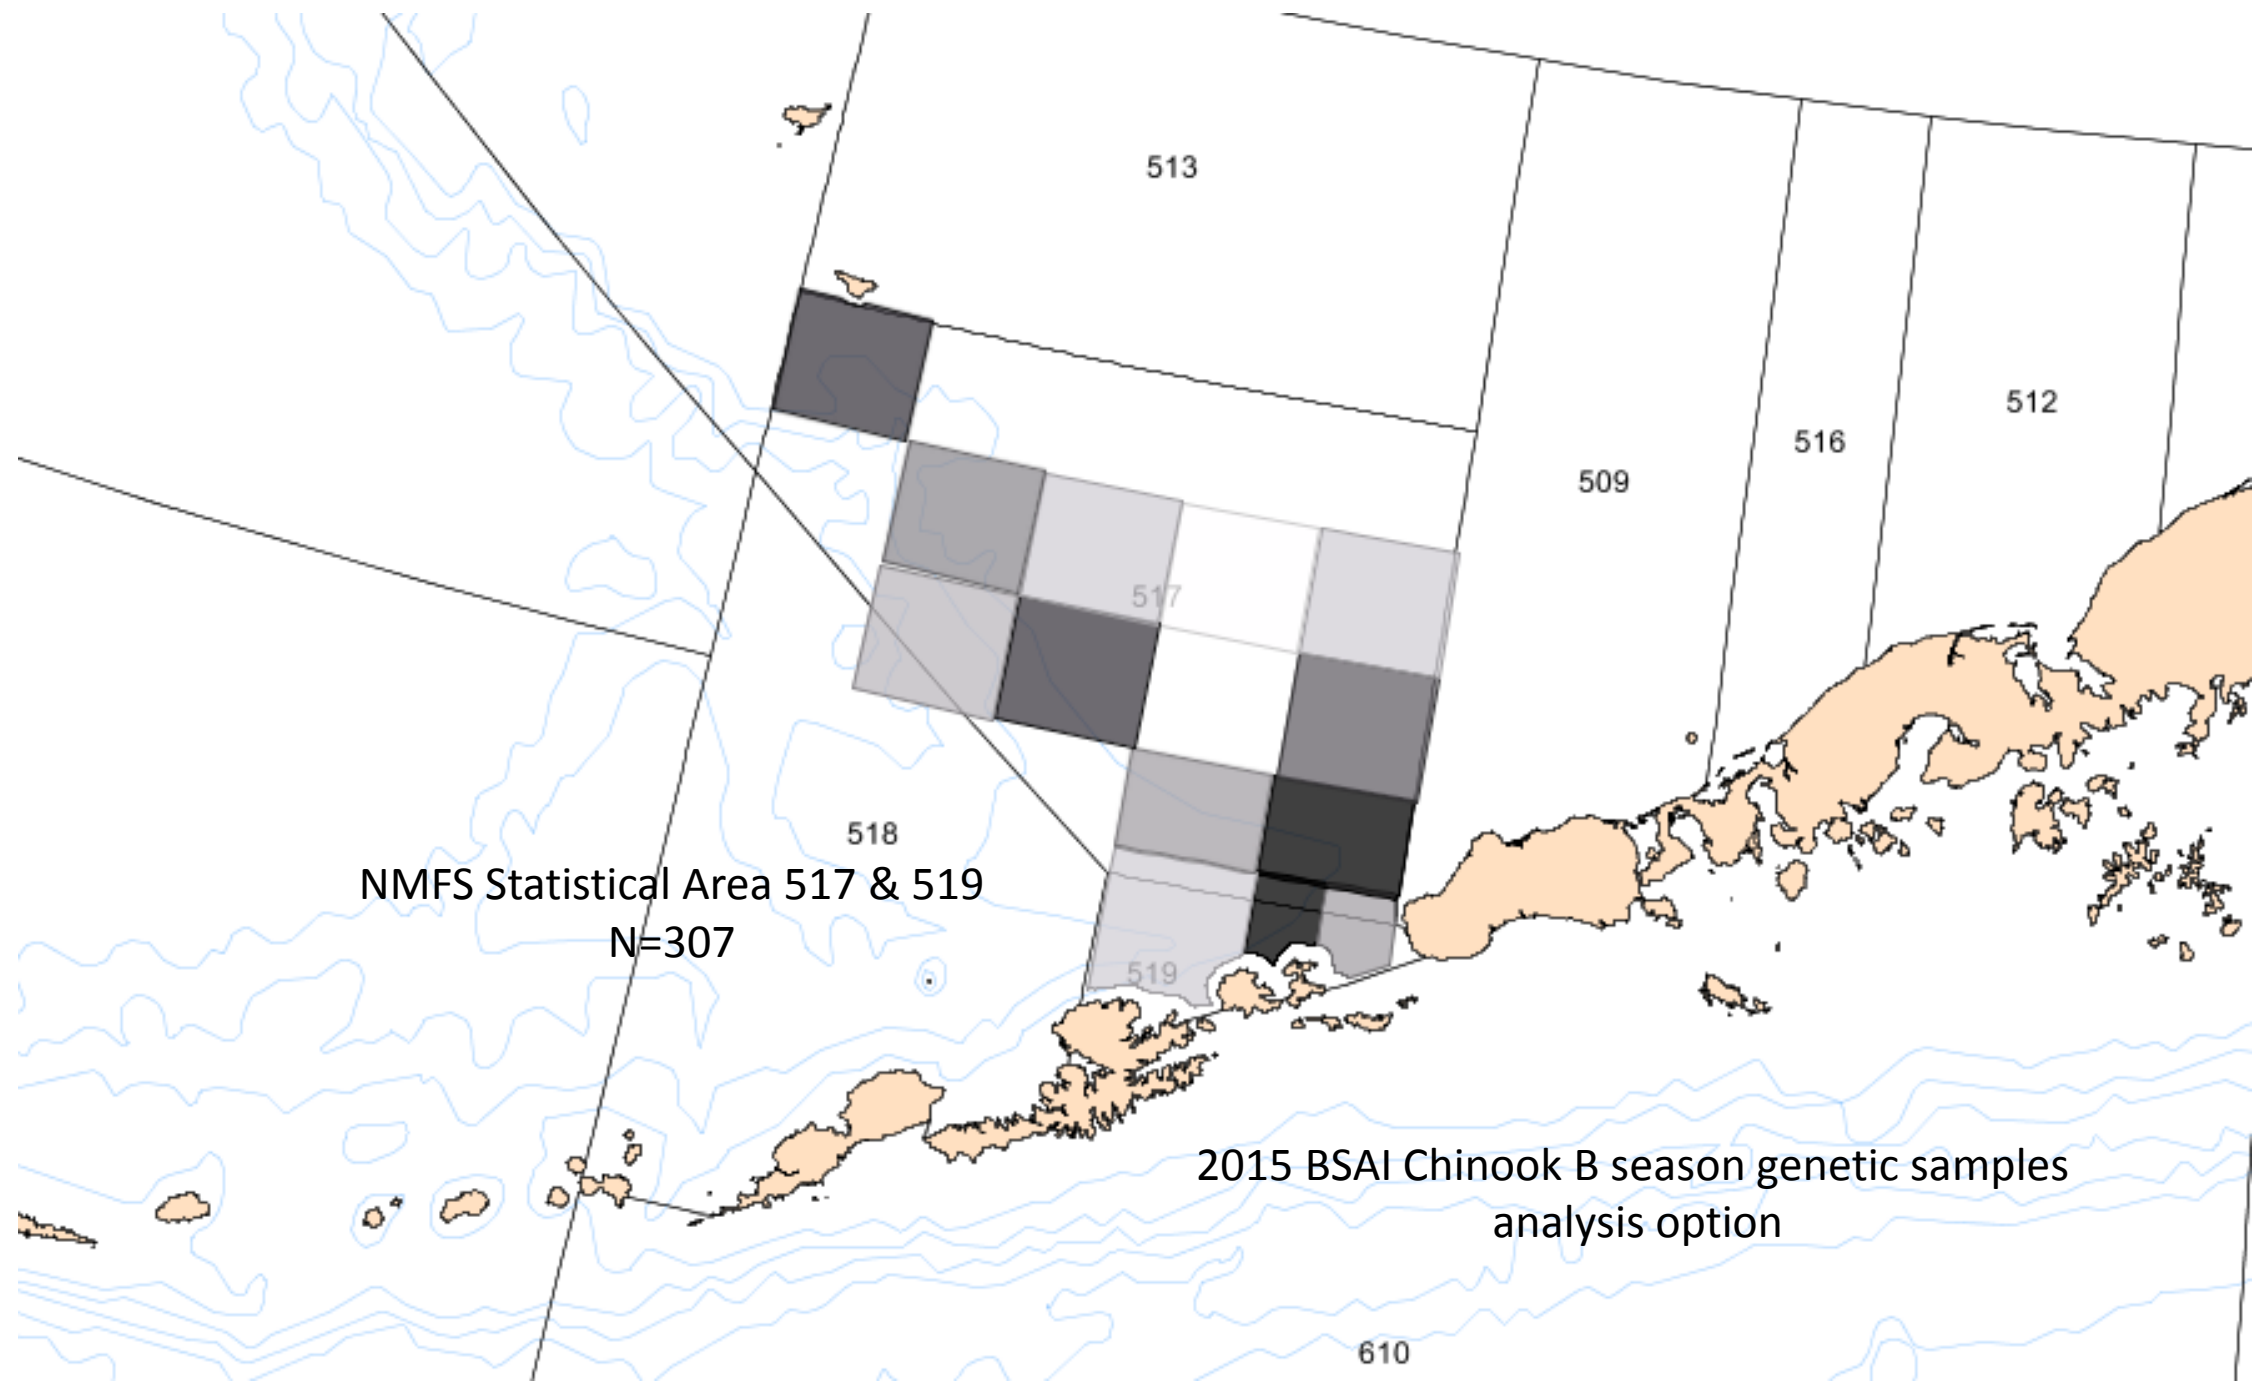 513
512
516
509
517
518
NMFS Statistical Area 517 & 519
N=307
519
2015 BSAI Chinook B season genetic samples
analysis option
610